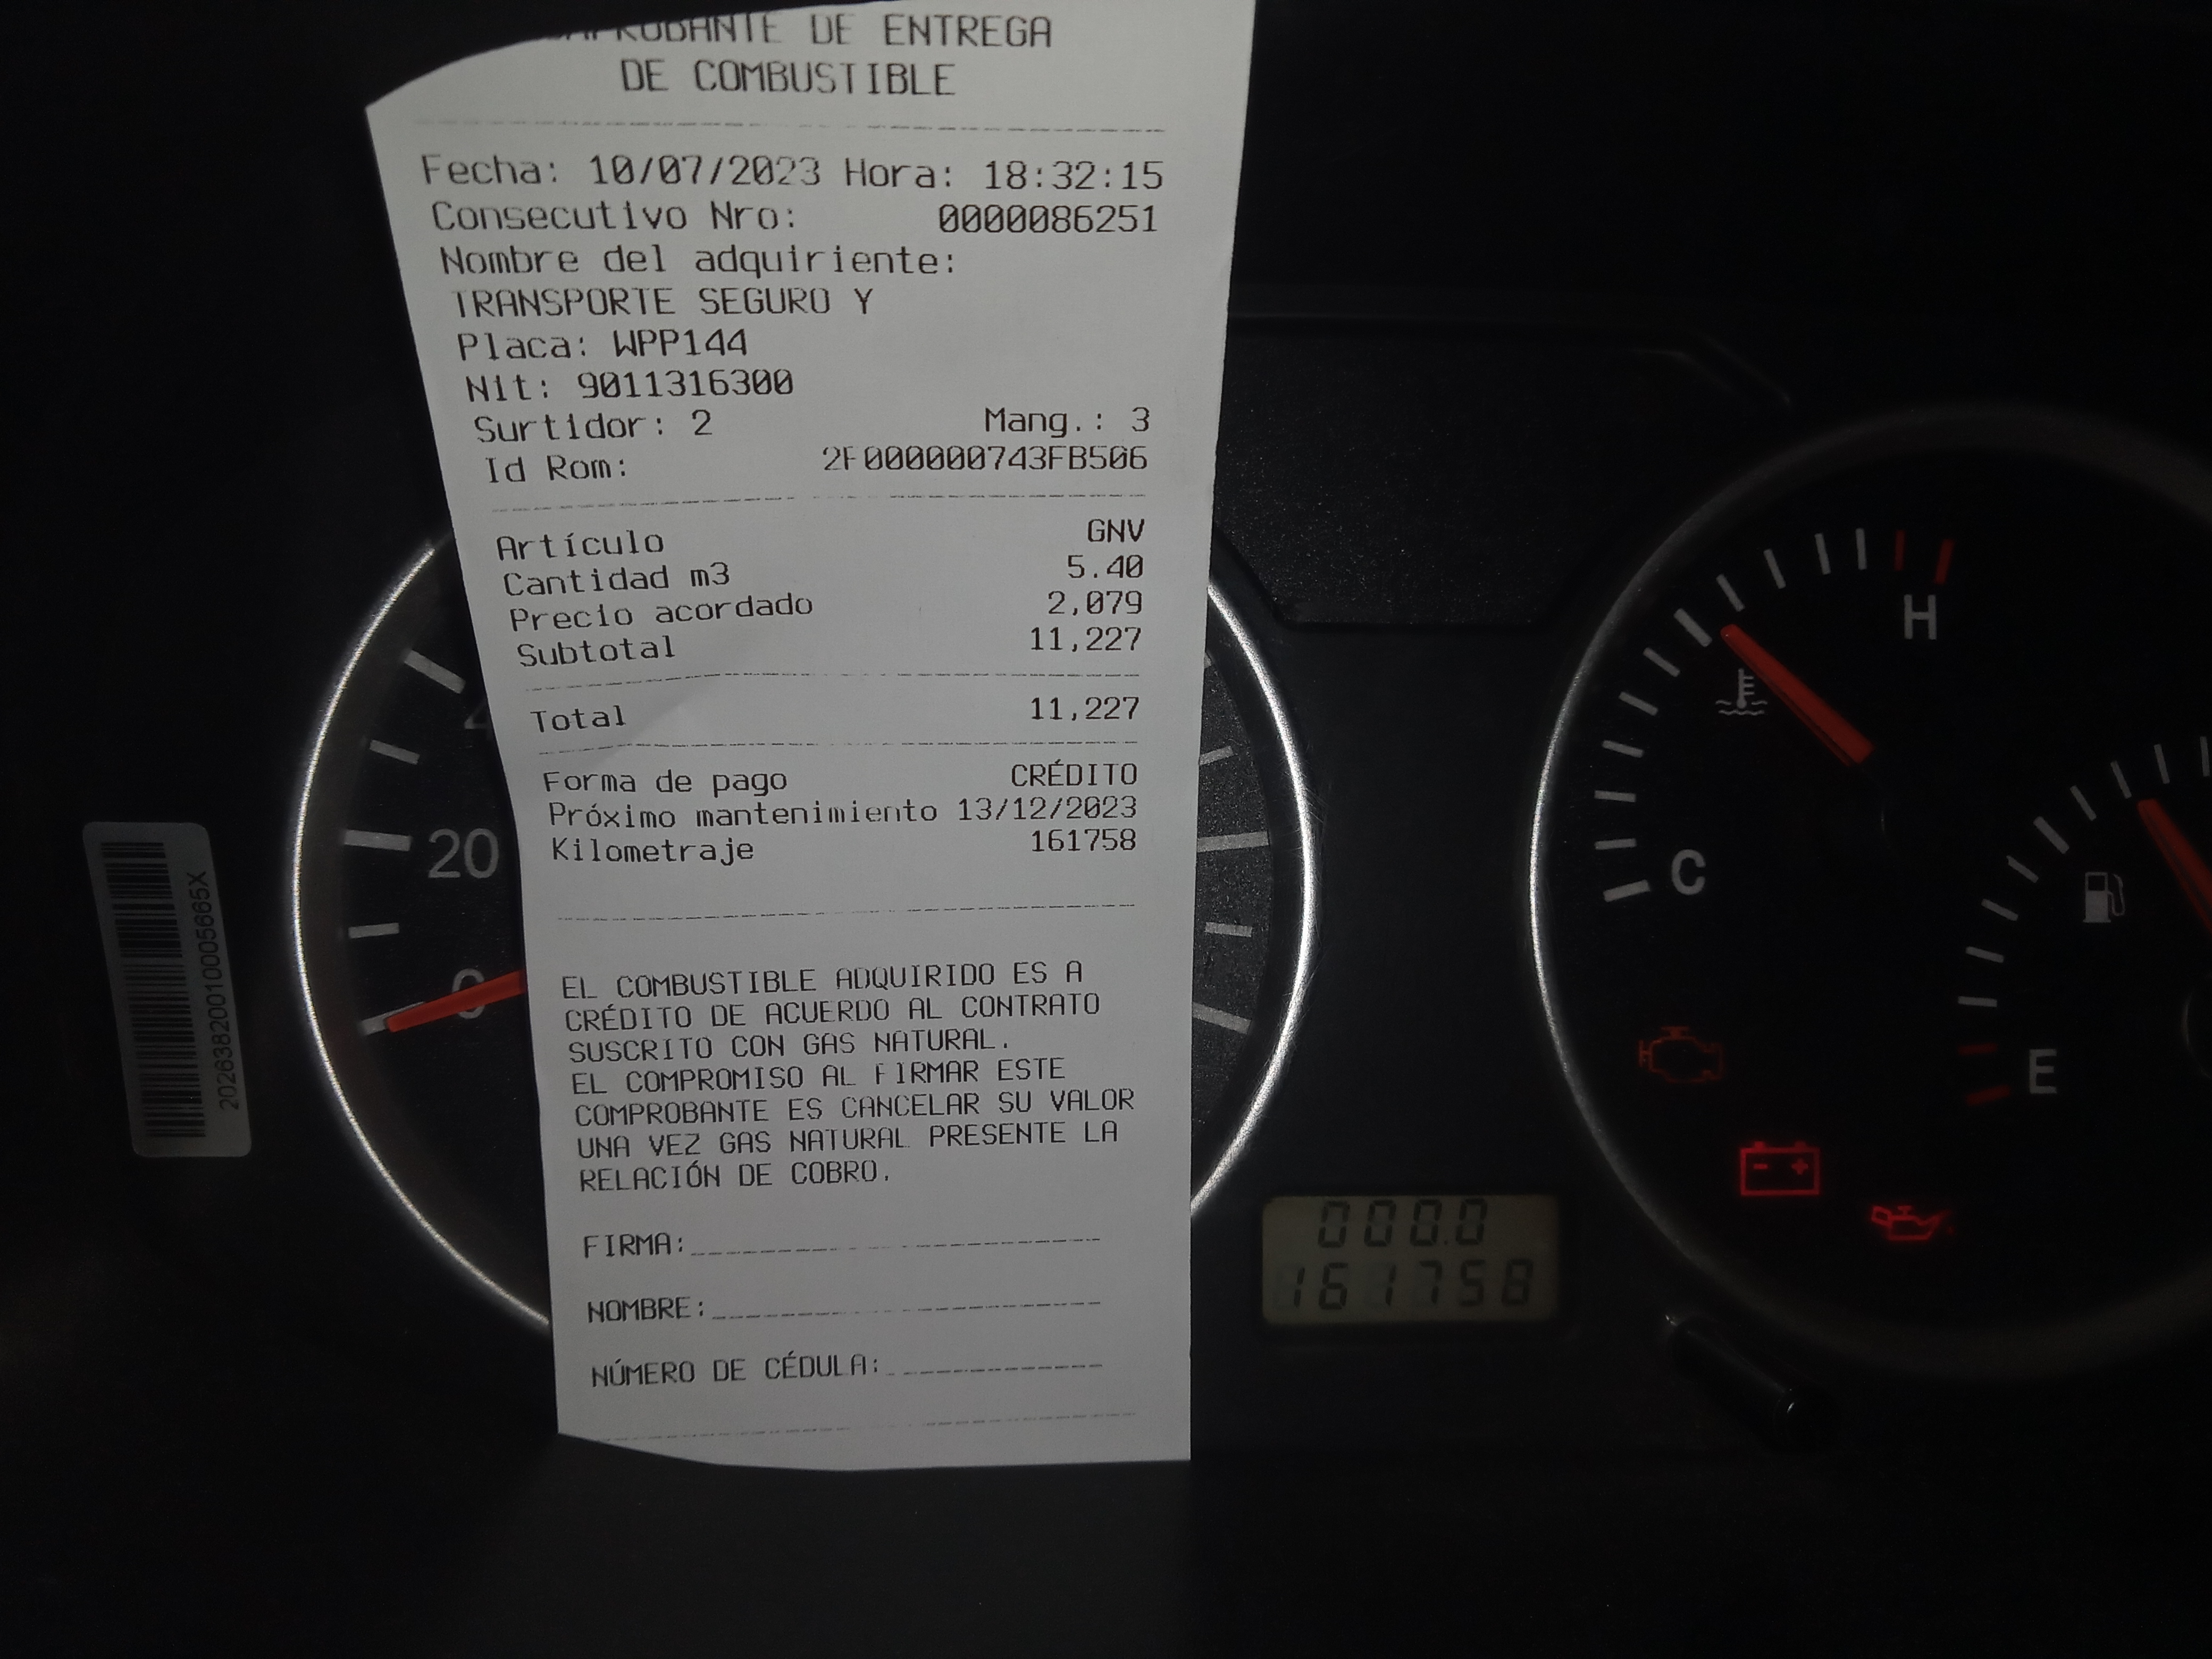 DE ENTREGA
DE COMBUSTIBLE
Fecha: 10/07/2023 Hora: 18:32:15
Consecutivo Nro: 0000086251
Nombre del adquiriente:
TRANSPORTE SEGURO Y
Placa: WPP144
Nit: 9011316300
Surtidor: 2 Mang.: 3
Id Rom: 2F000000743FB506
Artículo GNV
Cantidad m3 5.40
Precio acordado 2,079
Subtotal 11,227
Total 11,227
Forma de pago CRÉDITO
Próximo mantenimiento 13/12/2023
Kilometraje 161758
EL COMBUSTIBLE ADQUIRIDO ES A
CRÉDITO DE ACUERDO AL CONTRATO
SUSCRITO CON GAS NATURAL.
EL COMPROMISO AL FIRMAR ESTE
COMPROBANTE ES CANCELAR SU VALOR
UNA VEZ GAS NATURAL PRESENTE LA
RELACIÓN DE COBRO.
FIRMA:
NOMBRE:
NÚMERO DE CÉDULA:
20
0
H
C
E
000.0
161758
20263820010005665X